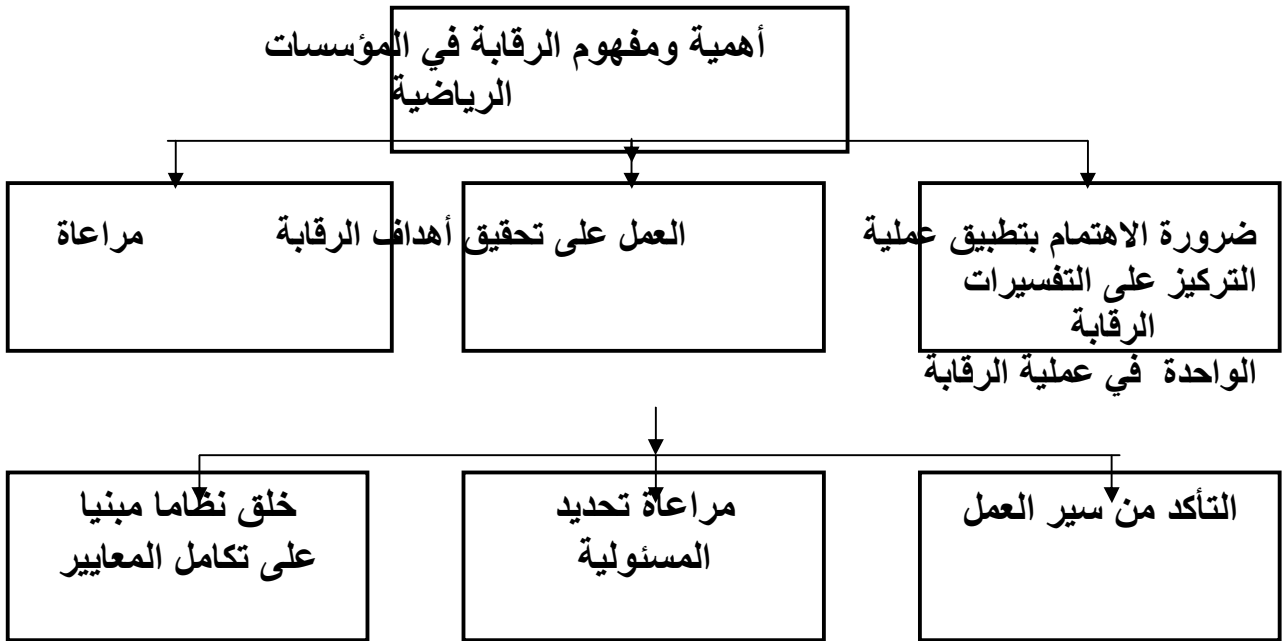 أهمية ومفهوم الرقابة في المؤسسات
الرياضية
ضرورة الاهتمام بتطبيق عملية العمل على تحقيق أهداف الرقابة مراعاة
التركيز على التفسيرات
الرقابة
الواحدة في عملية الرقابة
التأكد من سير العمل
مراعاة تحديد
المسئولية
خلق نظاما مبنيا
على تكامل المعايير